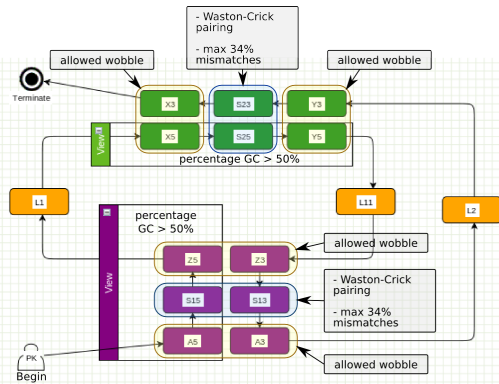 - Waston-Crick
pairing
- max 34%
mismatches
allowed wobble
allowed wobble
Terminate
X3
S23
Y3
View
X5
S25
Y5
percentage GC > 50%
L1
L11
L2
percentage
GC > 50%
View
allowed wobble
Z5
Z3
- Waston-Crick
pairing
- max 34%
mismatches
S15
S13
A5
A3
PK
Begin
allowed wobble